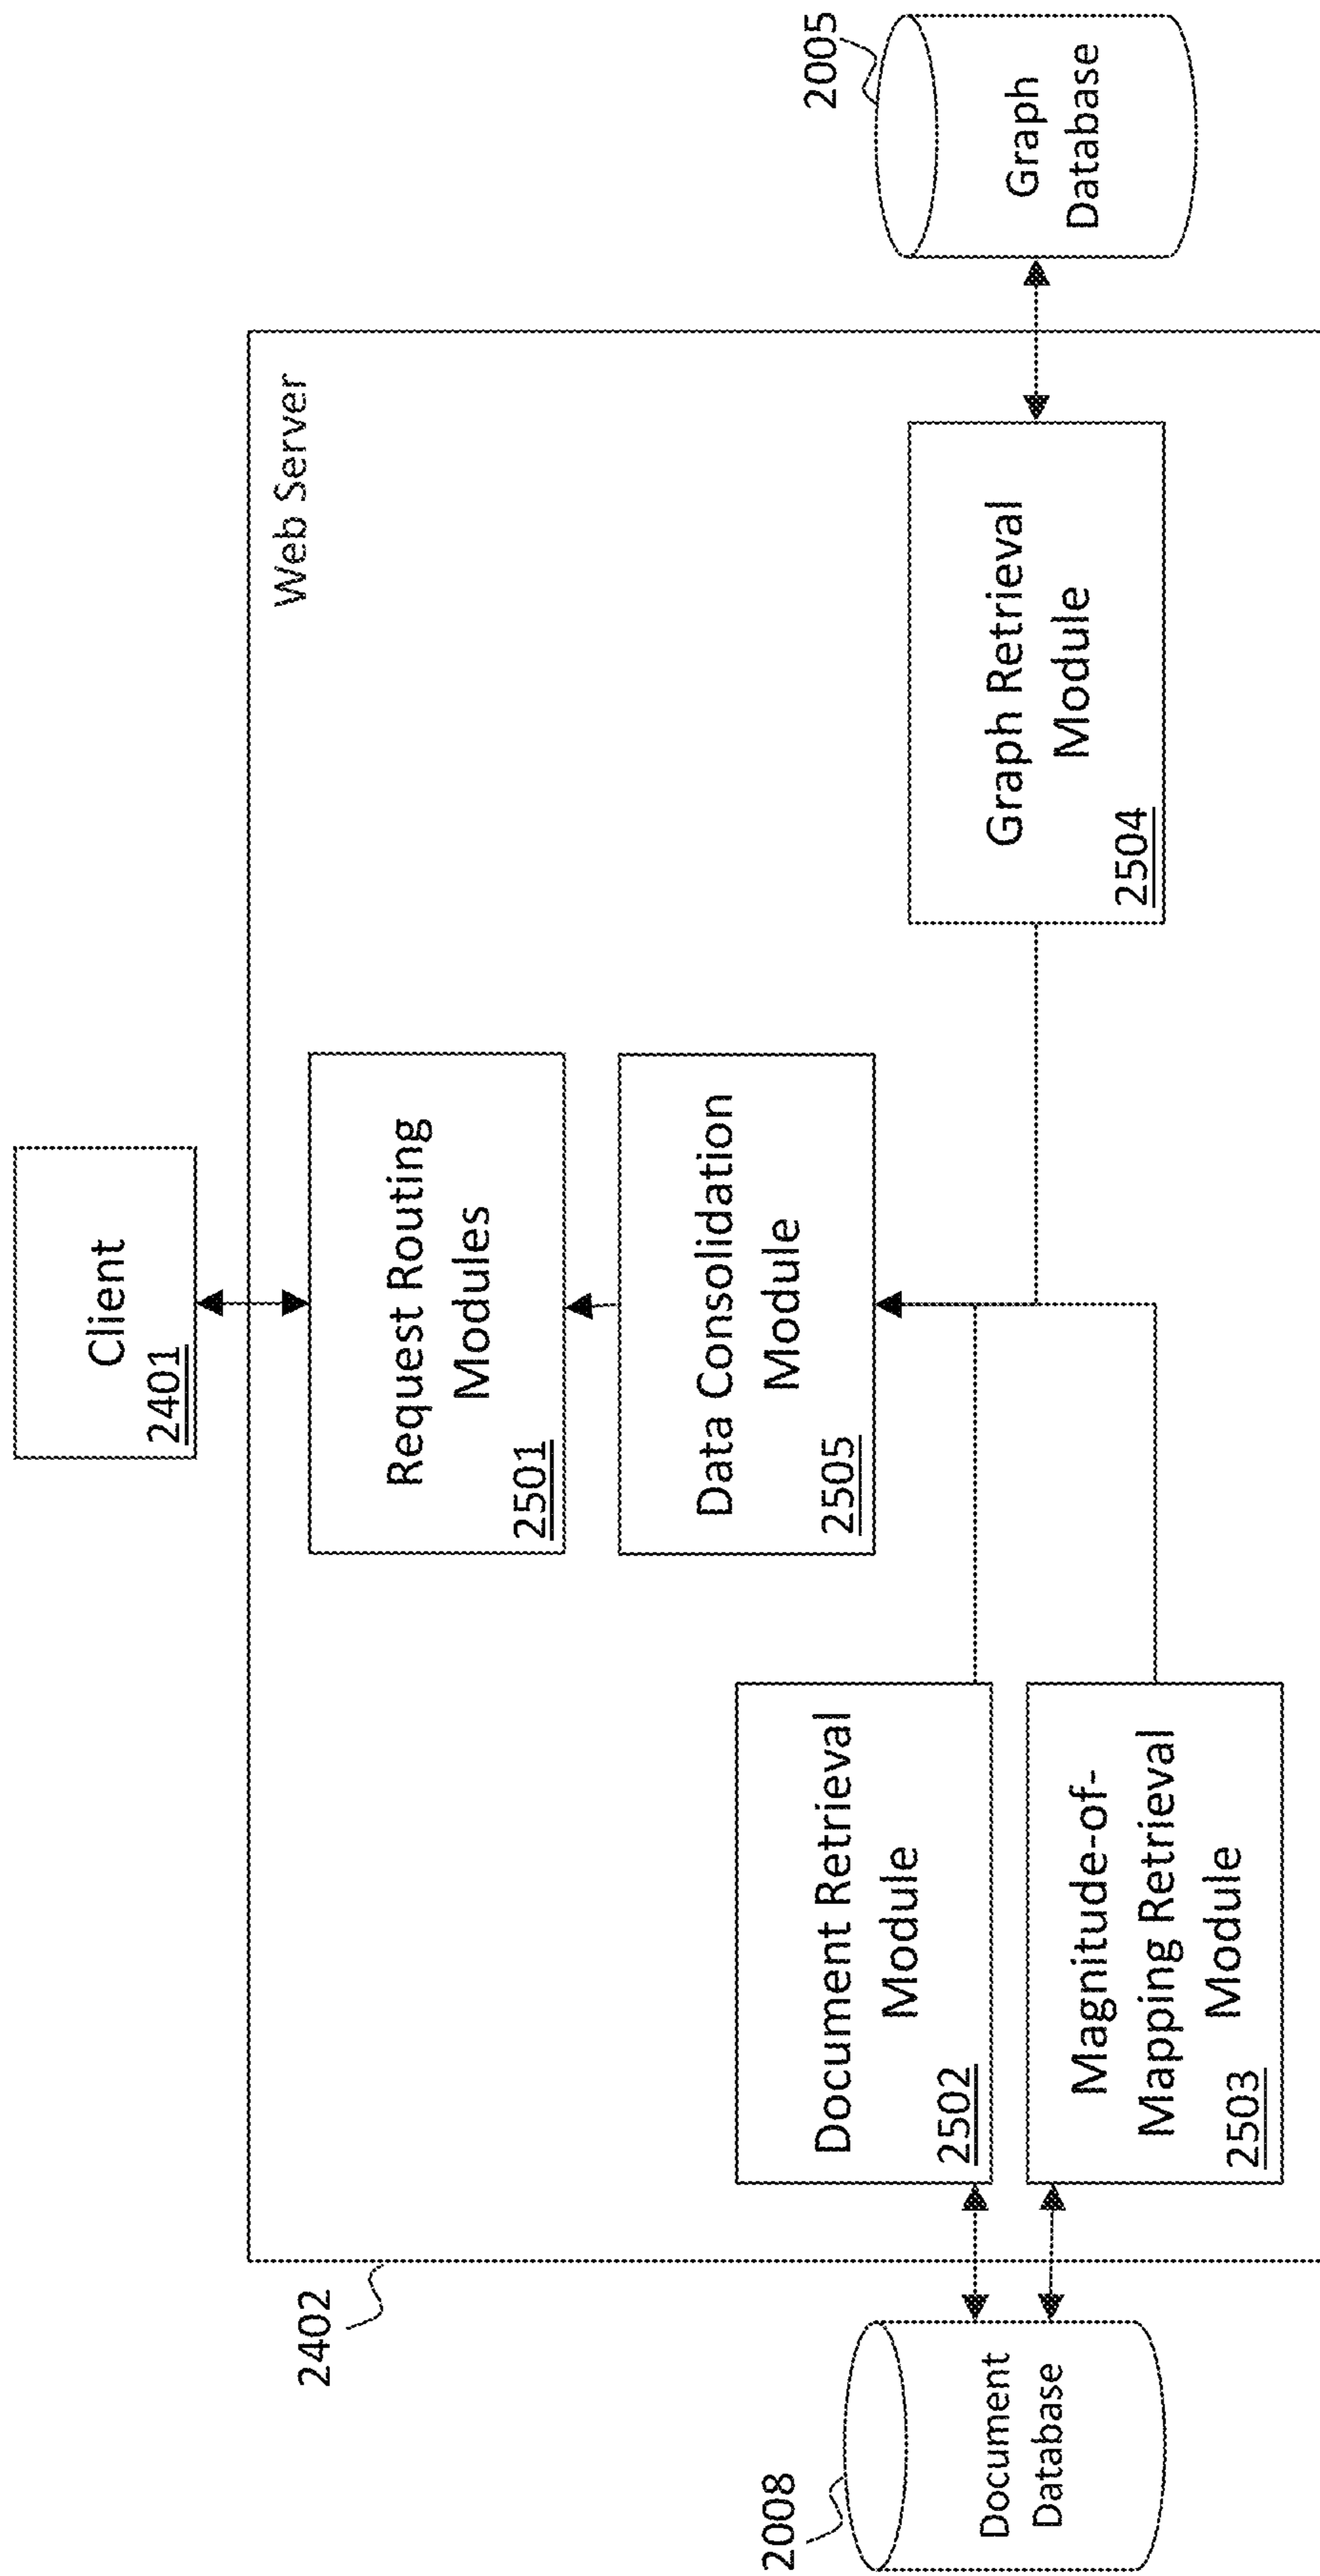 Client
2401
2402
Web Server
Request Routing
Modules
2501
Data Consolidation
Module
2505
Document Retrieval
Module
2502
Magnitude-of-
Mapping Retrieval
Module
2503
Graph Retrieval
Module
2504
2008
Document
Database
2005
Graph
Database